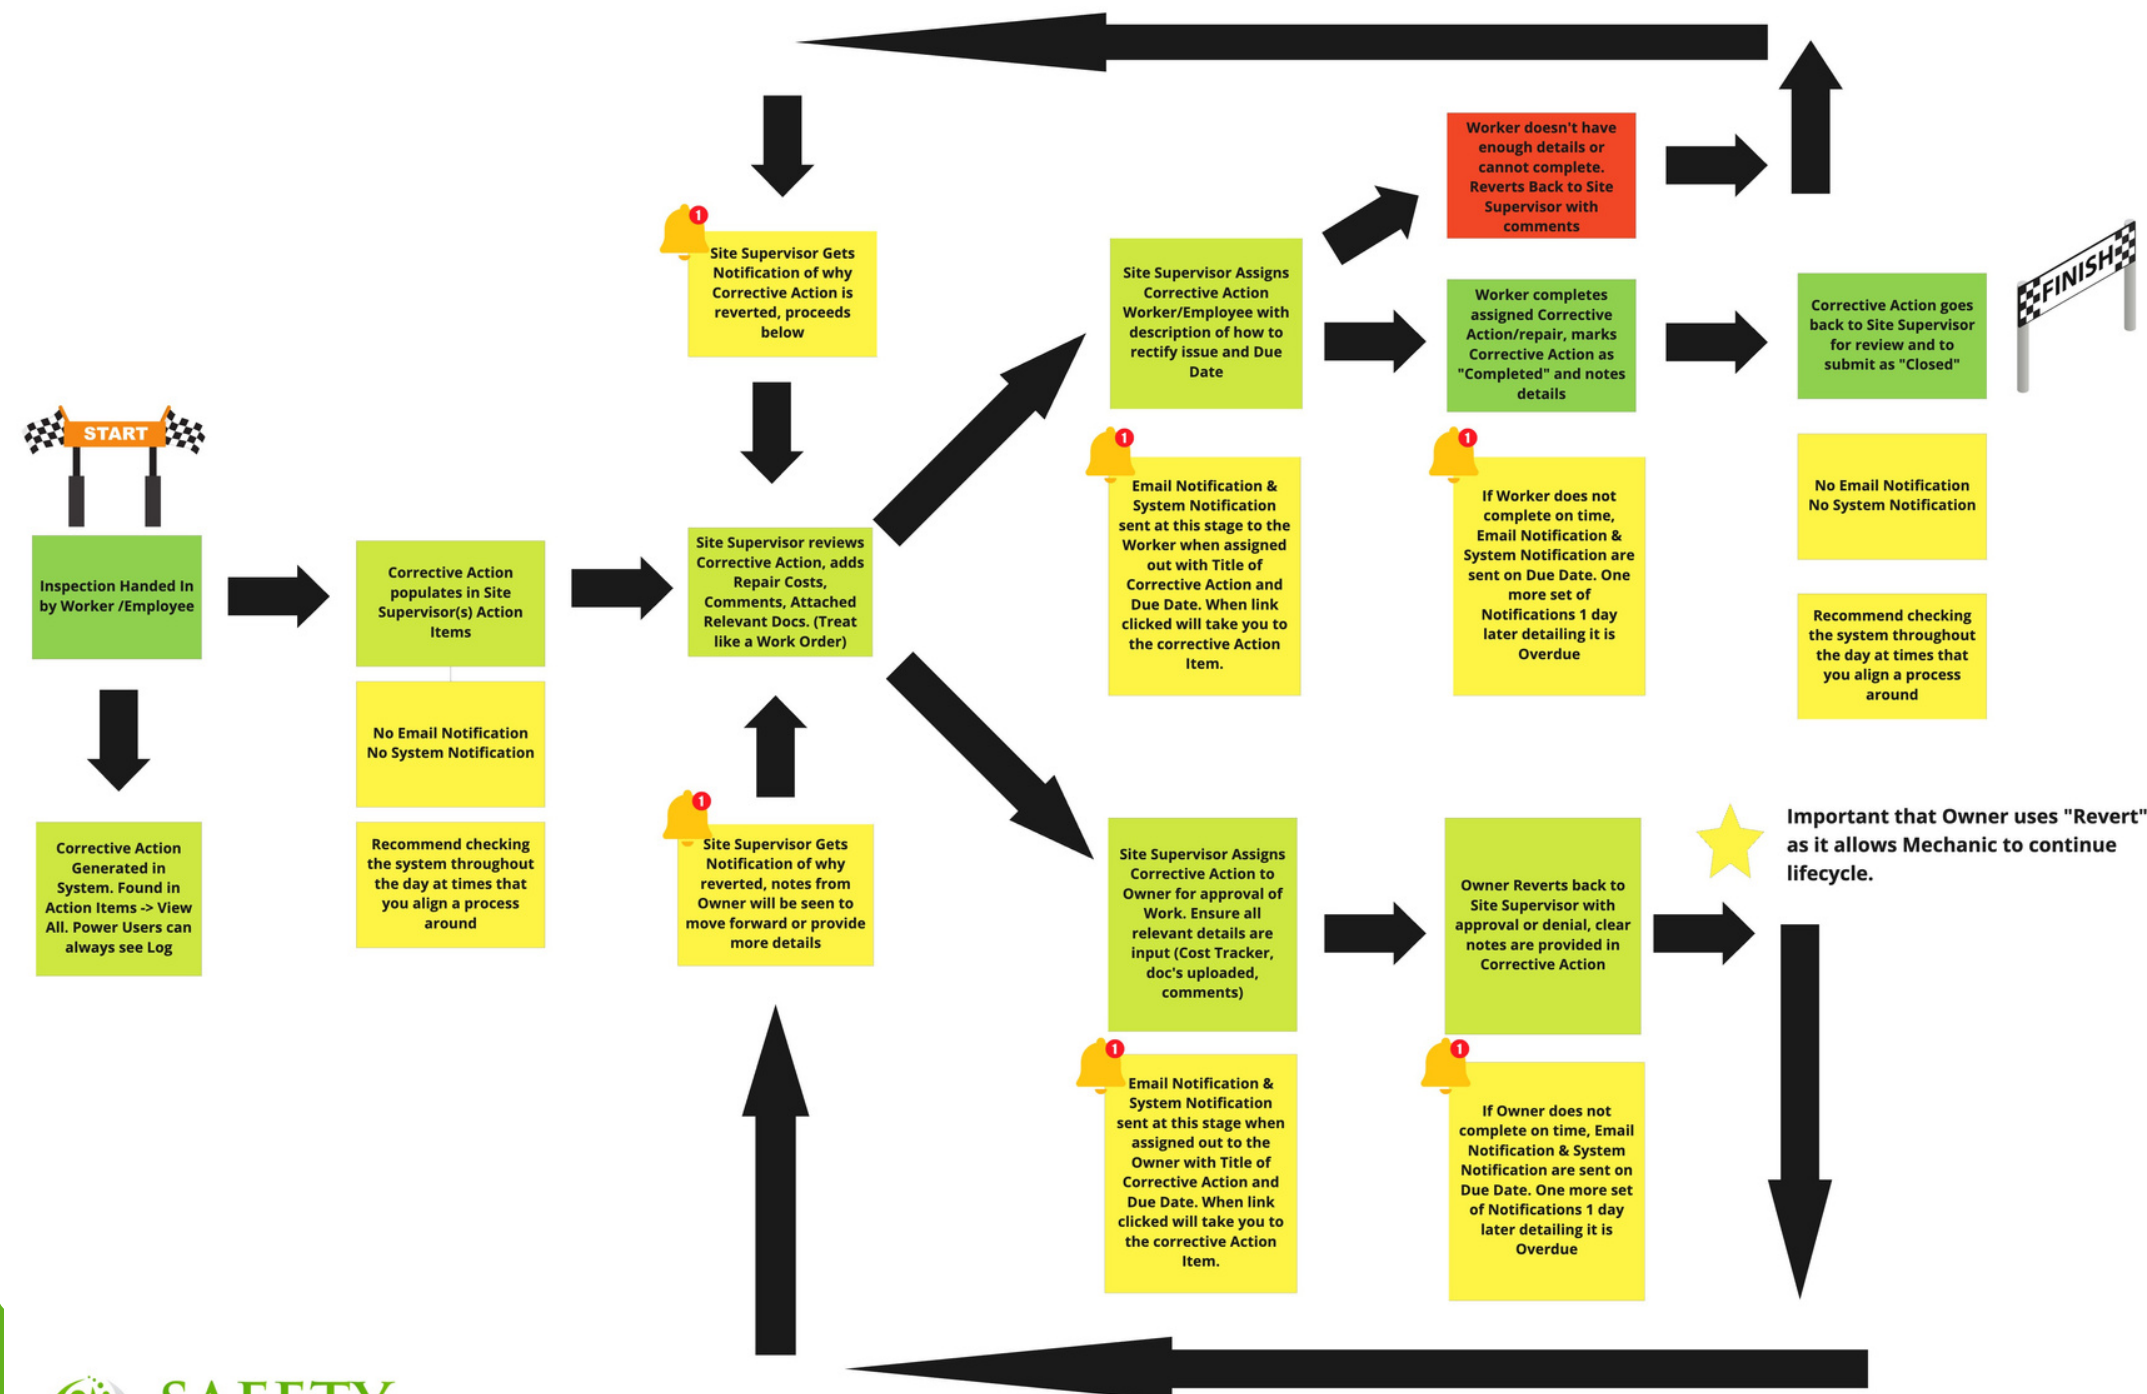 START
Inspection Handed In
by Worker /Employee
Corrective Action
Generated in
System. Found in
Action Items -> View
All. Power Users can
always see Log
Corrective Action
populates in Site
Supervisor(s) Action
Items
No Email Notification
No System Notification
Recommend checking
the system throughout
the day at times that
you align a process
around
1
Site Supervisor Gets
Notification of why
Corrective Action is
reverted, proceeds
below
Site Supervisor reviews
Corrective Action, adds
Repair Costs,
Comments, Attached
Relevant Docs. (Treat
like a Work Order)
1
Site Supervisor Gets
Notification of why
reverted, notes from
Owner will be seen to
move forward or provide
more details
Site Supervisor Assigns
Corrective Action
Worker/Employee with
description of how to
rectify issue and Due
Date
1
Email Notification &
System Notification
sent at this stage to the
Worker when assigned
out with Title of
Corrective Action and
Due Date. When link
clicked will take you to
the corrective Action
Item.
Worker doesn't have
enough details or
cannot complete.
Reverts Back to Site
Supervisor with
comments
Worker completes
assigned Corrective
Action/repair, marks
Corrective Action as
"Completed" and notes
details
1
If Worker does not
complete on time,
Email Notification &
System Notification are
sent on Due Date. One
more set of
Notifications 1 day
later detailing it is
Overdue
Corrective Action goes
back to Site Supervisor
for review and to
submit as "Closed"
FINISH
No Email Notification
No System Notification
Recommend checking
the system throughout
the day at times that
you align a process
around
Site Supervisor Assigns
Corrective Action to
Owner for approval of
Work. Ensure all
relevant details are
input (Cost Tracker,
doc's uploaded,
comments)
1
Email Notification &
System Notification
sent at this stage when
assigned out to the
Owner with Title of
Corrective Action and
Due Date. When link
clicked will take you to
the corrective Action
Item.
Owner Reverts back to
Site Supervisor with
approval or denial, clear
notes are provided in
Corrective Action
1
If Owner does not
complete on time, Email
Notification & System
Notification are sent on
Due Date. One more set
of Notifications 1 day
later detailing it is
Overdue
Important that Owner uses "Revert"
as it allows Mechanic to continue
lifecycle.
SAFETY